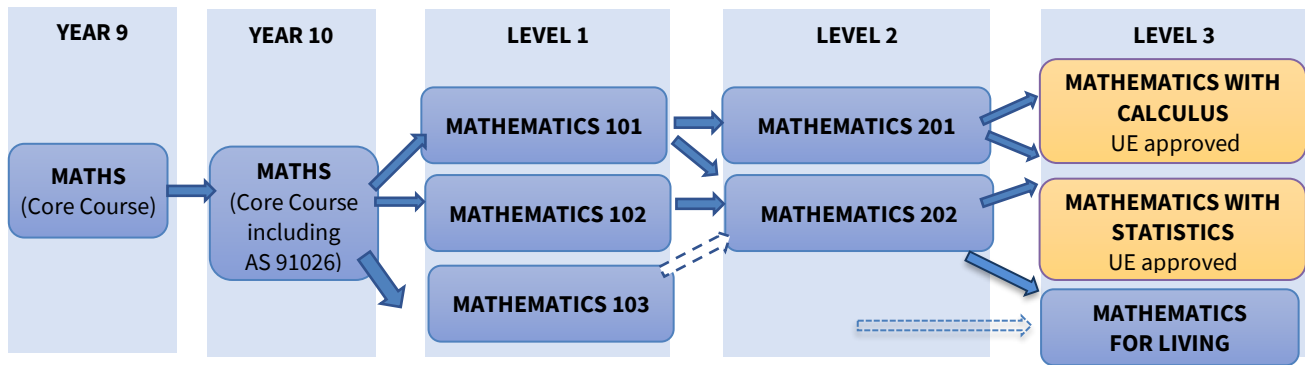 YEAR 9
MATHS
(Core Course)
YEAR 10
MATHS
(Core Course
including
AS 91026)
LEVEL 1
MATHEMATICS 101
MATHEMATICS 102
MATHEMATICS 103
LEVEL 2
MATHEMATICS 201
MATHEMATICS 202
LEVEL 3
MATHEMATICS WITH
CALCULUS
UE approved
MATHEMATICS WITH
STATISTICS
UE approved
MATHEMATICS
FOR LIVING